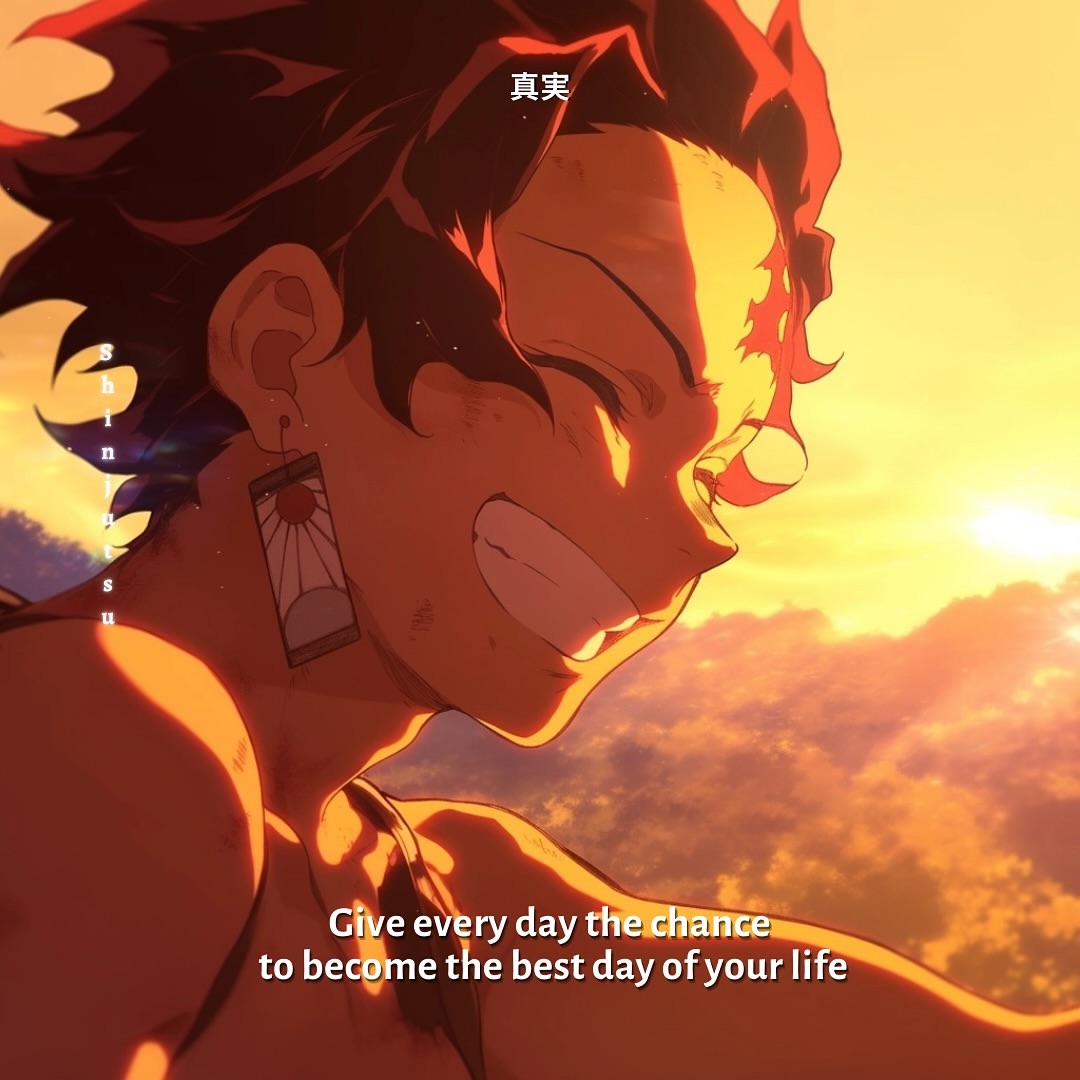 真実
Shinjutsu
Give every day the chance
to become the best day of your life